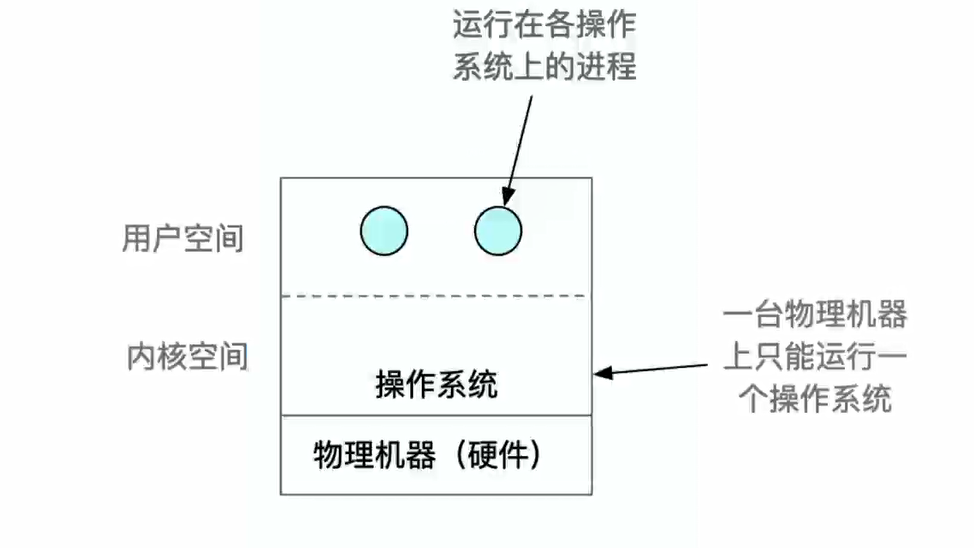 运行在各操作
系统上的进程
用户空间
内核空间
操作系统
物理机器（硬件）
一台物理机器
上只能运行一
个操作系统